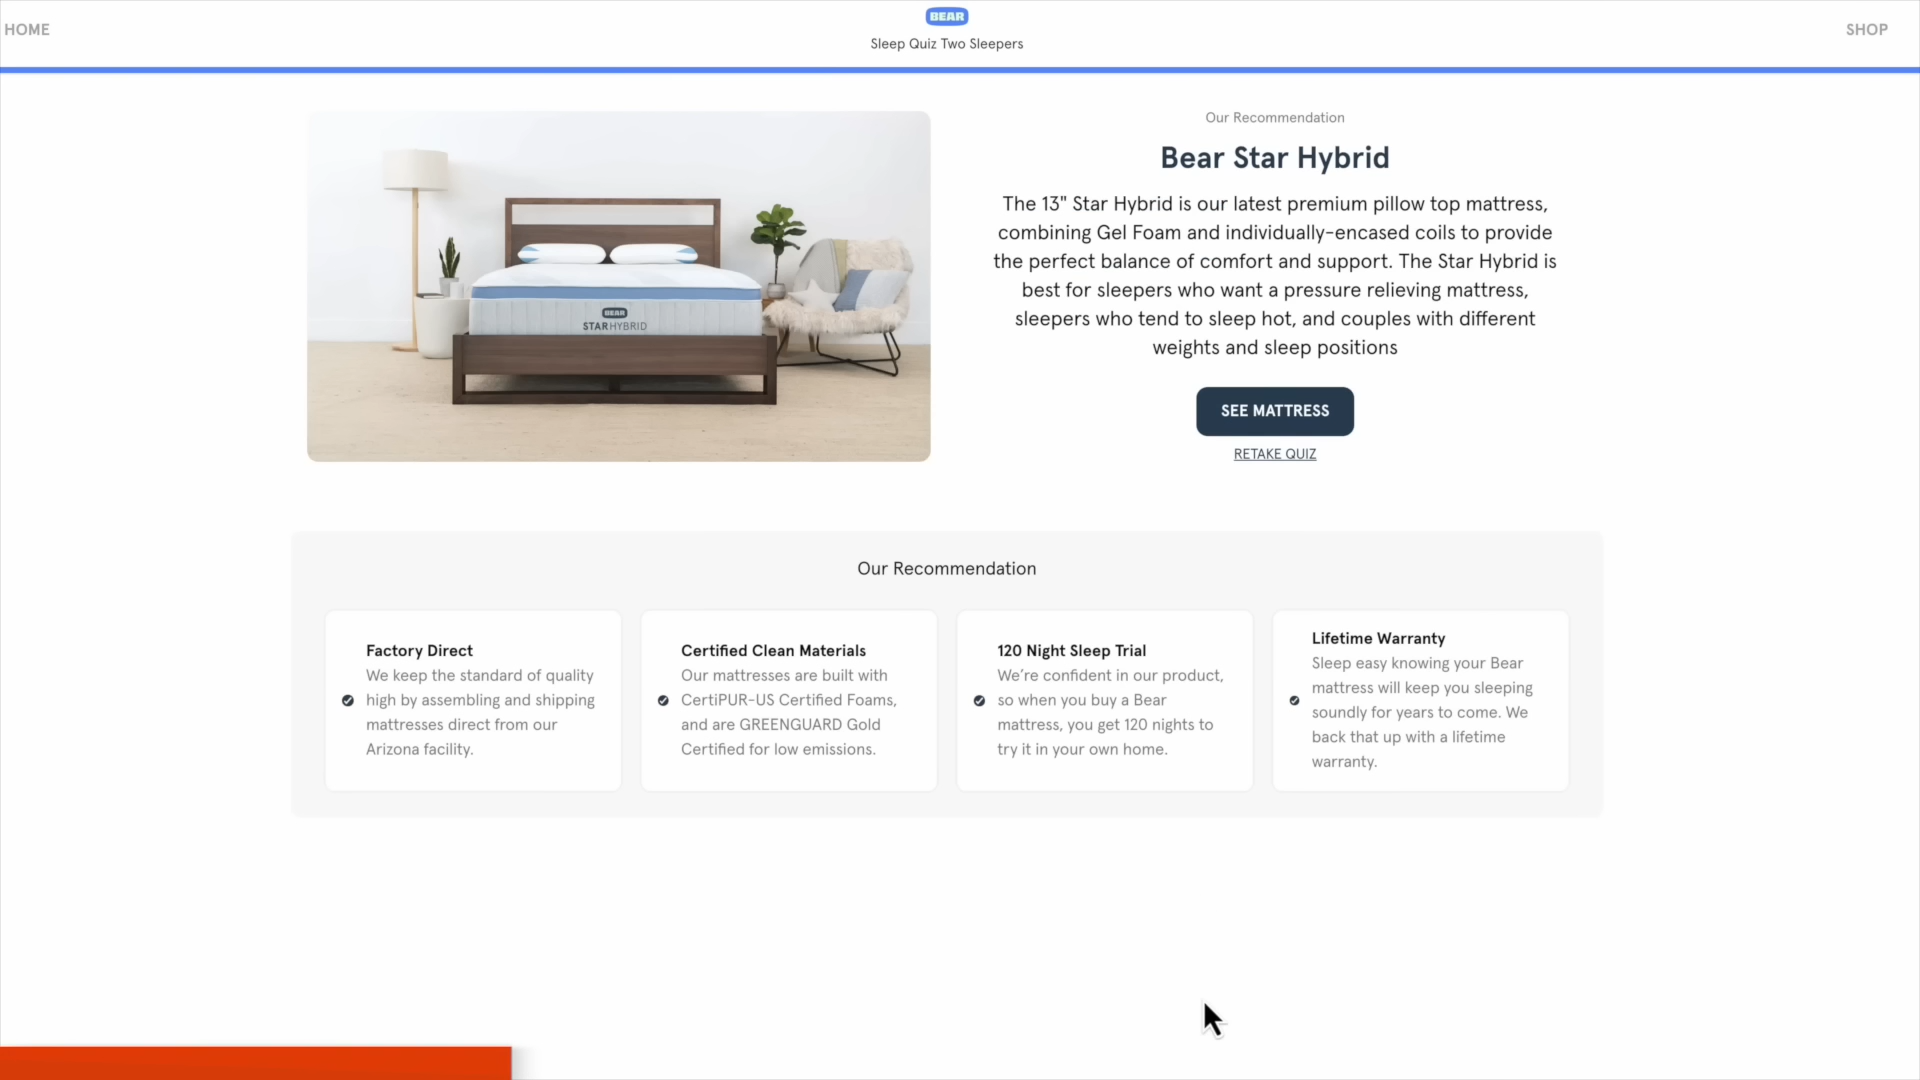 HOME
BEAR
Sleep Quiz Two Sleepers
SHOP
Our Recommendation
Bear Star Hybrid
The 13" Star Hybrid is our latest premium pillow top mattress,
combining Gel Foam and individually-encased coils to provide
the perfect balance of comfort and support. The Star Hybrid is
best for sleepers who want a pressure relieving mattress,
sleepers who tend to sleep hot, and couples with different
weights and sleep positions
SEE MATTRESS
RETAKE QUIZ
BEAR
STARHYBRID
Our Recommendation
Factory Direct
We keep the standard of quality
high by assembling and shipping
mattresses direct from our
Arizona facility.
Certified Clean Materials
Our mattresses are built with
CertiPUR-US Certified Foams,
and are GREENGUARD Gold
Certified for low emissions.
120 Night Sleep Trial
We’re confident in our product,
so when you buy a Bear
mattress, you get 120 nights to
try it in your own home.
Lifetime Warranty
Sleep easy knowing your Bear
mattress will keep you sleeping
soundly for years to come. We
back that up with a lifetime
warranty.